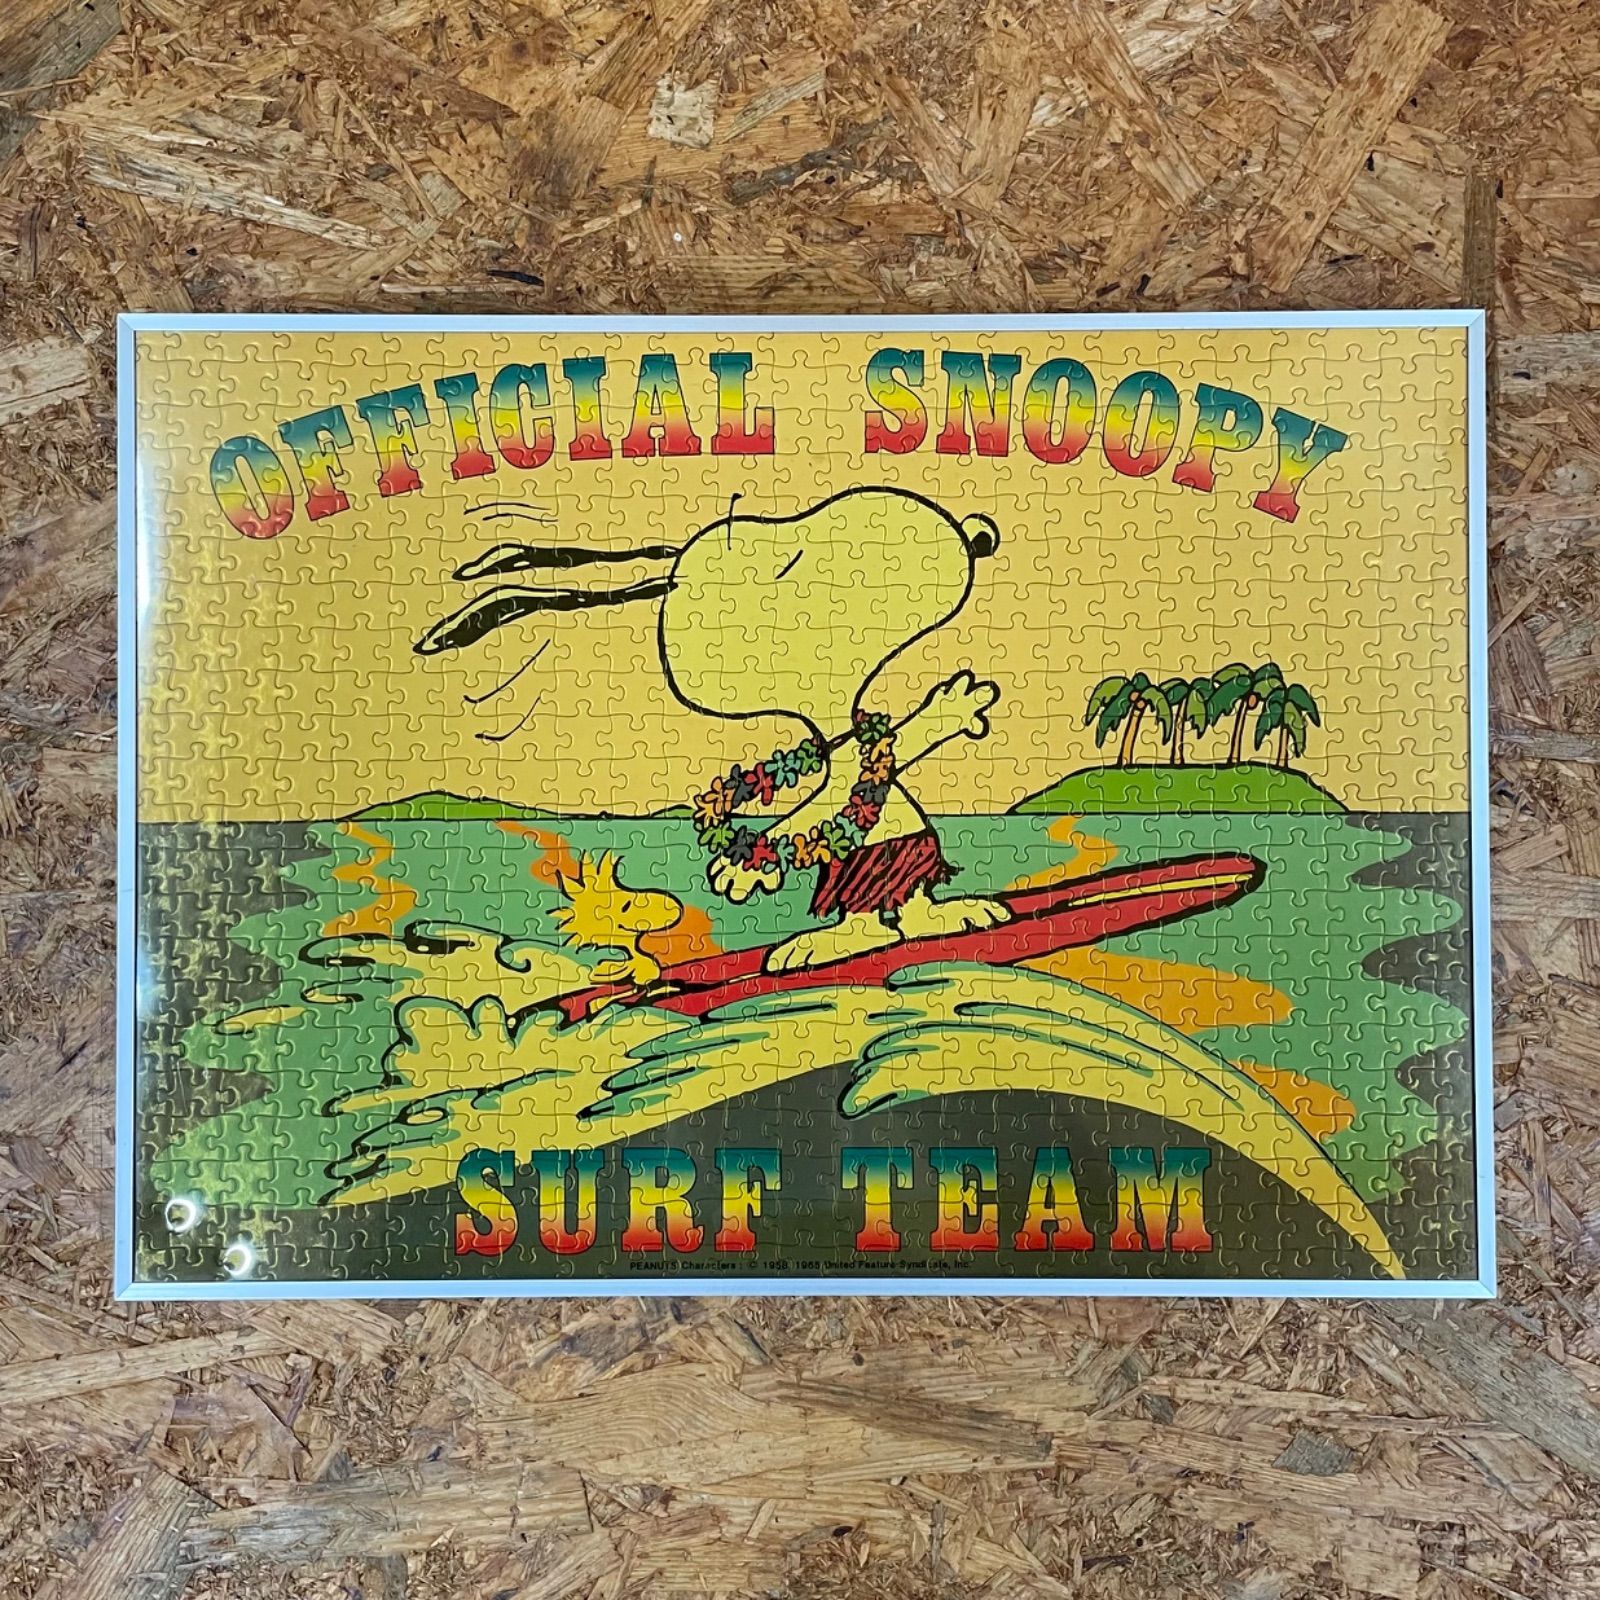 OFFICIAL SNOOPY
SURF TEAM
PEANUTS Characters : © 1958, 1965 United Feature Syndicate, Inc.